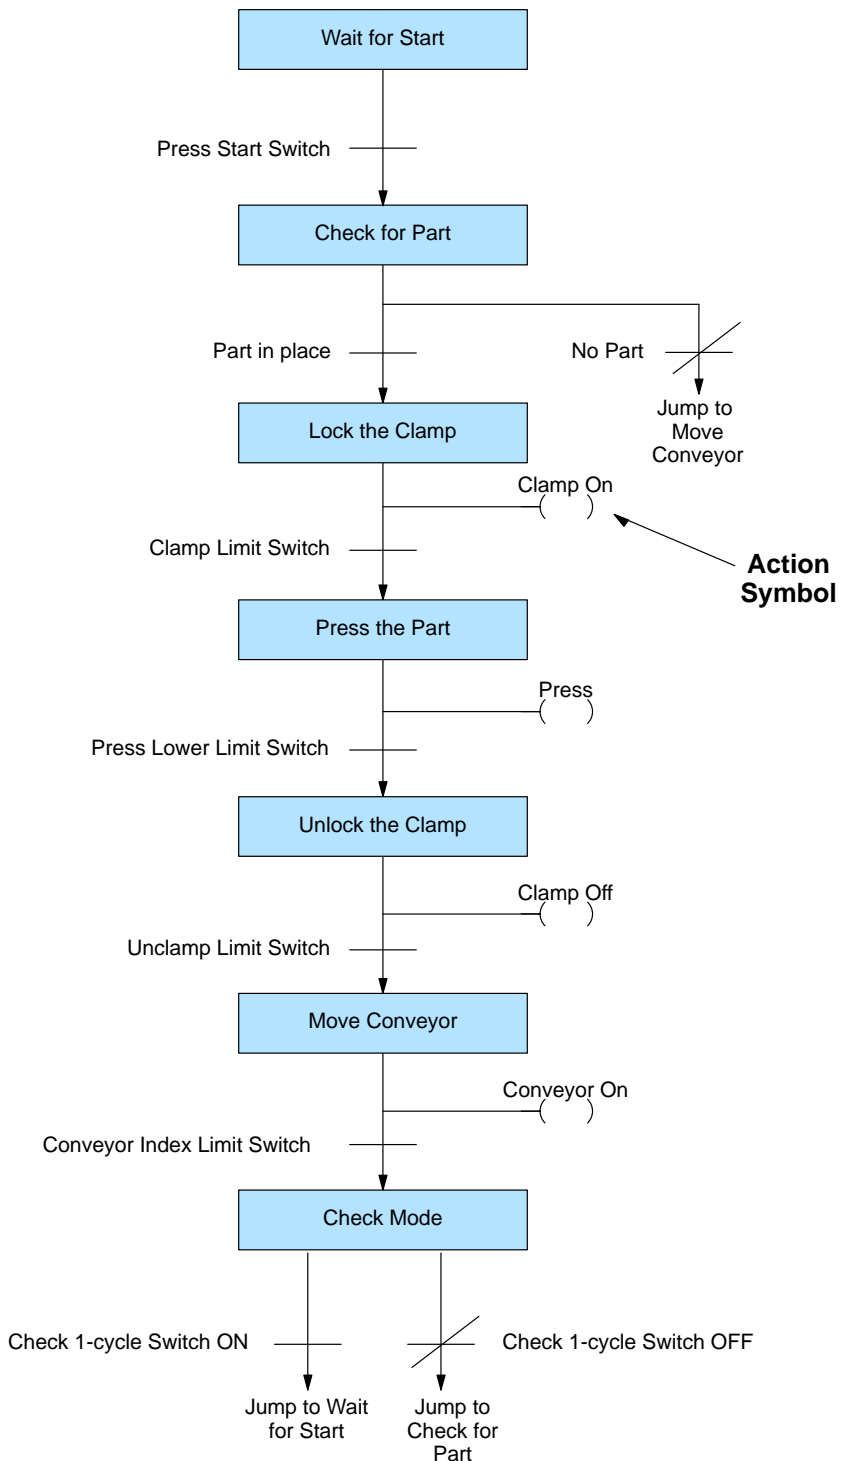 Wait for Start
Press Start Switch
Check for Part
Part in place
No Part
Jump to
Move
Conveyor
Lock the Clamp
Clamp On
Clamp Limit Switch
Action
Symbol
Press the Part
Press
Press Lower Limit Switch
Unlock the Clamp
Clamp Off
Unclamp Limit Switch
Move Conveyor
Conveyor On
Conveyor Index Limit Switch
Check Mode
Check 1-cycle Switch ON
Check 1-cycle Switch OFF
Jump to Wait
for Start
Jump to
Check for
Part